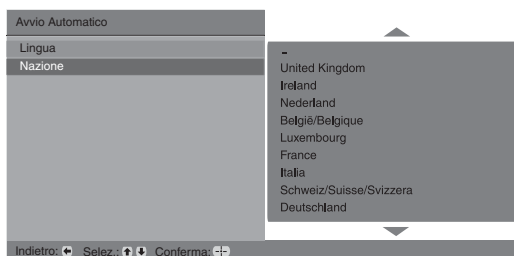 Avvio Automatico
Lingua
Nazione
-
United Kingdom
Ireland
Nederland
België/Belgique
Luxembourg
France
Italia
Schweiz/Suisse/Svizzera
Deutschland
Indietro: Selez.: Conferma: